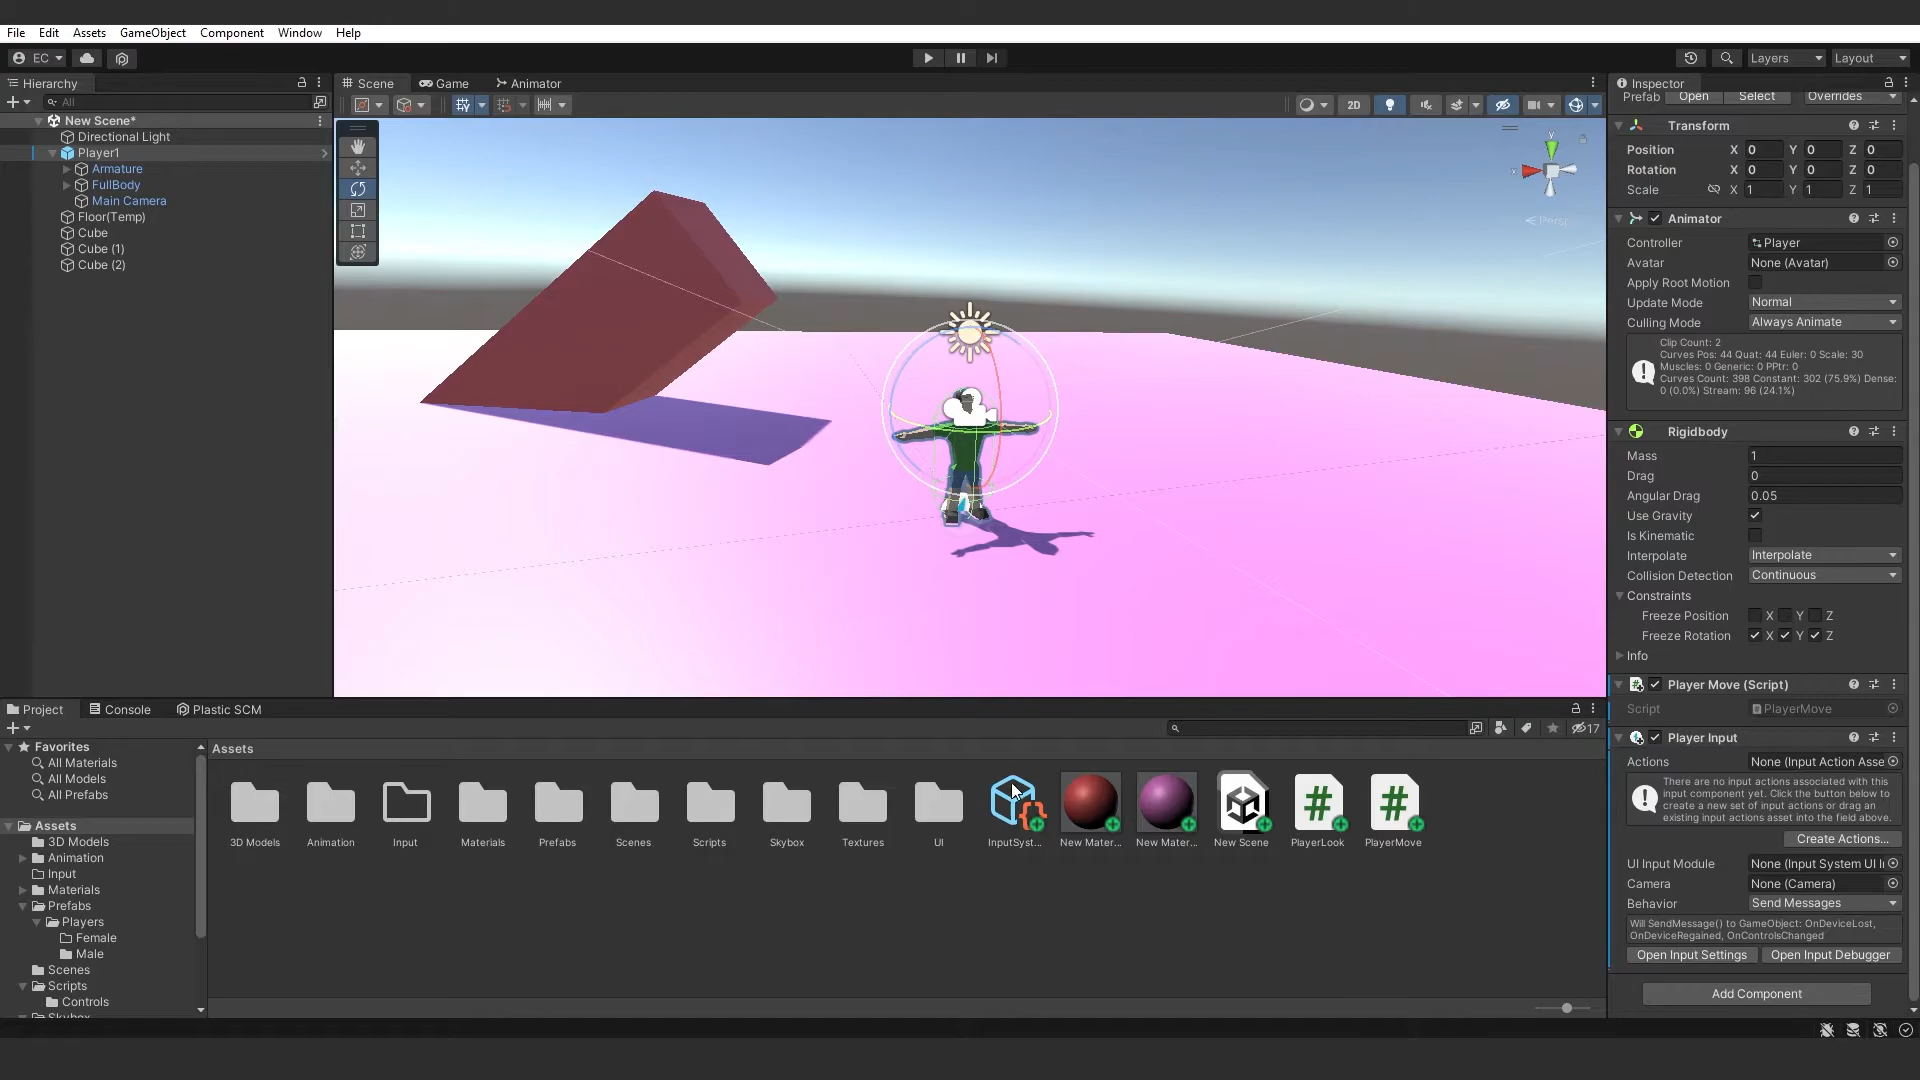 File Edit Assets GameObject Component Window Help
EC Layers Layout
Hierarchy
All
New Scene*
Directional Light
Player1
Armature
FullBody
Main Camera
Floor(Temp)
Cube
Cube (1)
Cube (2)
Scene Game Animator
2D
y
x
Persp
Inspector
Prefab Open Select Overrides
Transform
Position X 0 Y 0 Z 0
Rotation X 0 Y 0 Z 0
Scale X 1 Y 1 Z 1
Animator
Controller Player
Avatar None (Avatar)
Apply Root Motion
Update Mode Normal
Culling Mode Always Animate
Clip Count: 2
Curves Pos: 44 Quat: 44 Euler: 0 Scale: 30
Muscles: 0 Generic: 0 PPtr: 0
Curves Count: 398 Constant: 302 (75.9%) Dense:
0 (0.0%) Stream: 96 (24.1%)
Rigidbody
Mass 1
Drag 0
Angular Drag 0.05
Use Gravity
Is Kinematic
Interpolate Interpolate
Collision Detection Continuous
Constraints
Freeze Position X Y Z
Freeze Rotation X Y Z
Info
Player Move (Script)
Script PlayerMove
Player Input
Actions None (Input Action Asse
There are no input actions associated with this
input component yet. Click the button below to
create a new set of input actions or drag an
existing input actions asset into the field above.
Create Actions...
UI Input Module None (Input System UI I
Camera None (Camera)
Behavior Send Messages
Will SendMessage() to GameObject: OnDeviceLost,
OnDeviceRegained, OnControlsChanged
Open Input Settings Open Input Debugger
Add Component
Project Console Plastic SCM
17
Favorites
All Materials
All Models
All Prefabs
Assets
3D Models
Animation
Input
Materials
Prefabs
Players
Female
Male
Scenes
Scripts
Controls
Skybox
Assets
3D Models Animation Input Materials Prefabs Scenes Scripts Skybox Textures UI InputSyst... New Mater... New Mater... New Scene PlayerLook PlayerMove